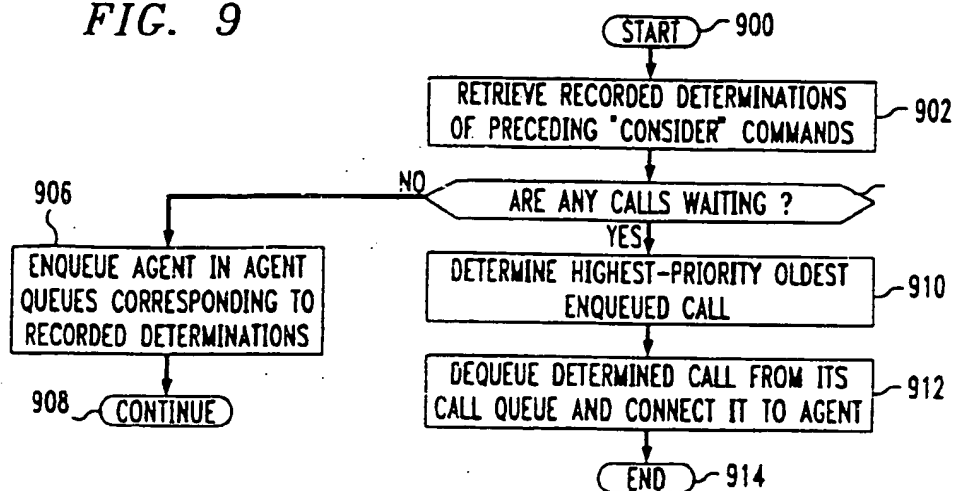 FIG. 9
START 900
RETRIEVE RECORDED DETERMINATIONS
OF PRECEDING "CONSIDER" COMMANDS
902
ARE ANY CALLS WAITING ?
NO
YES
906
ENQUEUE AGENT IN AGENT
QUEUES CORRESPONDING TO
RECORDED DETERMINATIONS
908 CONTINUE
DETERMINE HIGHEST-PRIORITY OLDEST
ENQUEUED CALL
910
DEQUEUE DETERMINED CALL FROM ITS
CALL QUEUE AND CONNECT IT TO AGENT
912
END 914